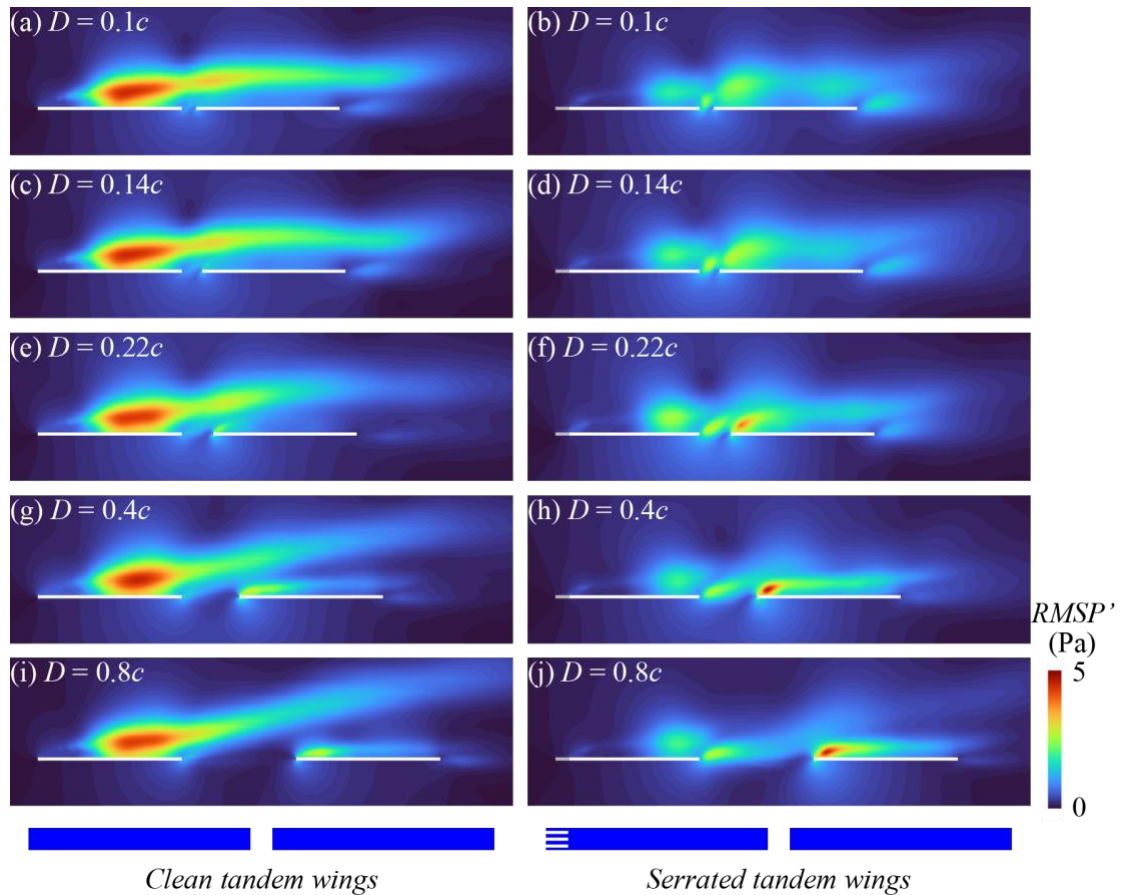 (a) D = 0.1c
(b) D = 0.1c
(c) D = 0.14c
(d) D = 0.14c
(e) D = 0.22c
(f) D = 0.22c
(g) D = 0.4c
(h) D = 0.4c
(i) D = 0.8c
(j) D = 0.8c
RMSP’
(Pa)
5
0
Clean tandem wings
Serrated tandem wings